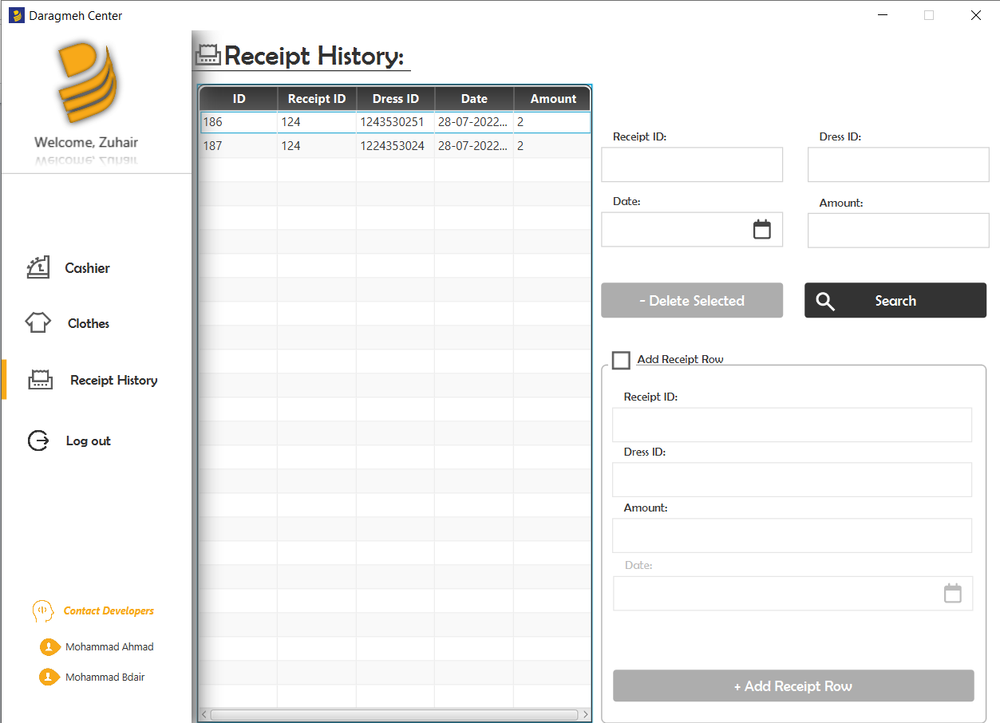 Daragmeh Center
Welcome, Zuhair
Cashier
Clothes
Receipt History
Log out
Contact Developers
Mohammad Ahmad
Mohammad Bdair
Receipt History:
ID Receipt ID Dress ID Date Amount
186 124 1243530251 28-07-2022... 2
187 124 1224353024 28-07-2022... 2
Receipt ID:
Dress ID:
Date:
Amount:
- Delete Selected
Search
Add Receipt Row
Receipt ID:
Dress ID:
Amount:
Date:
+ Add Receipt Row